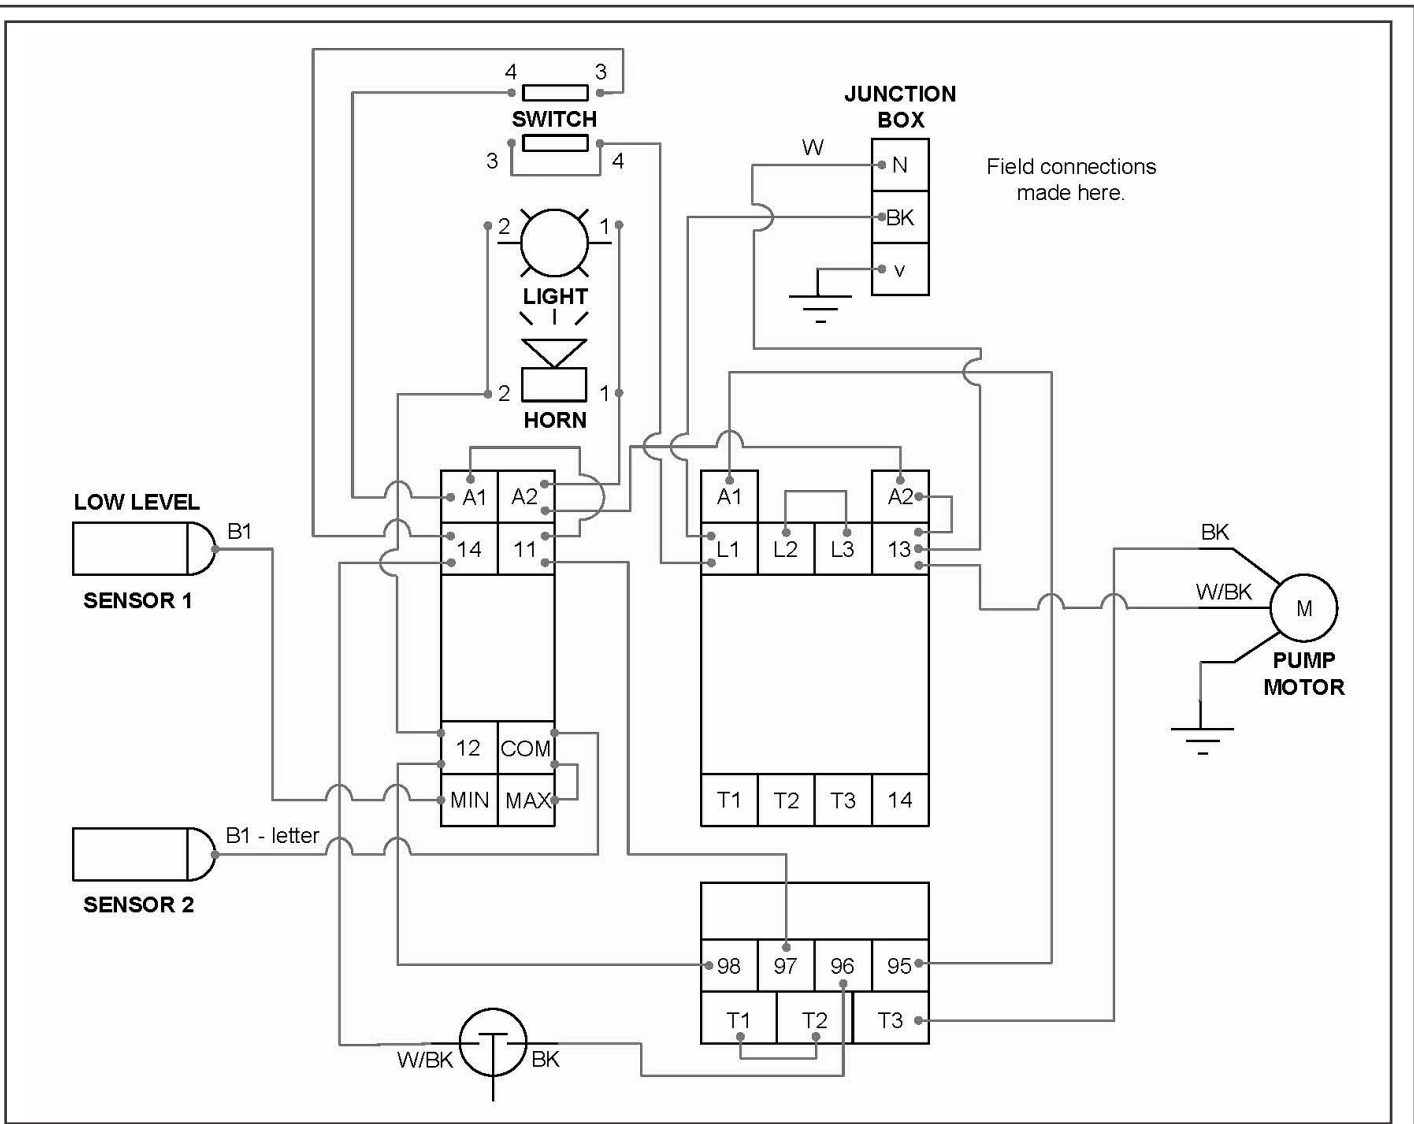 4 3
SWITCH
3 4
JUNCTION
BOX
W
N
BK
v
Field connections
made here.
2 1
LIGHT
2 1
HORN
A1 A2
14 11
LOW LEVEL
B1
SENSOR 1
A1 A2
L1 L2 L3 13
BK
W/BK
M
PUMP
MOTOR
12 COM
MIN MAX
T1 T2 T3 14
B1 - letter
SENSOR 2
98 97 96 95
T1 T2 T3
W/BK BK